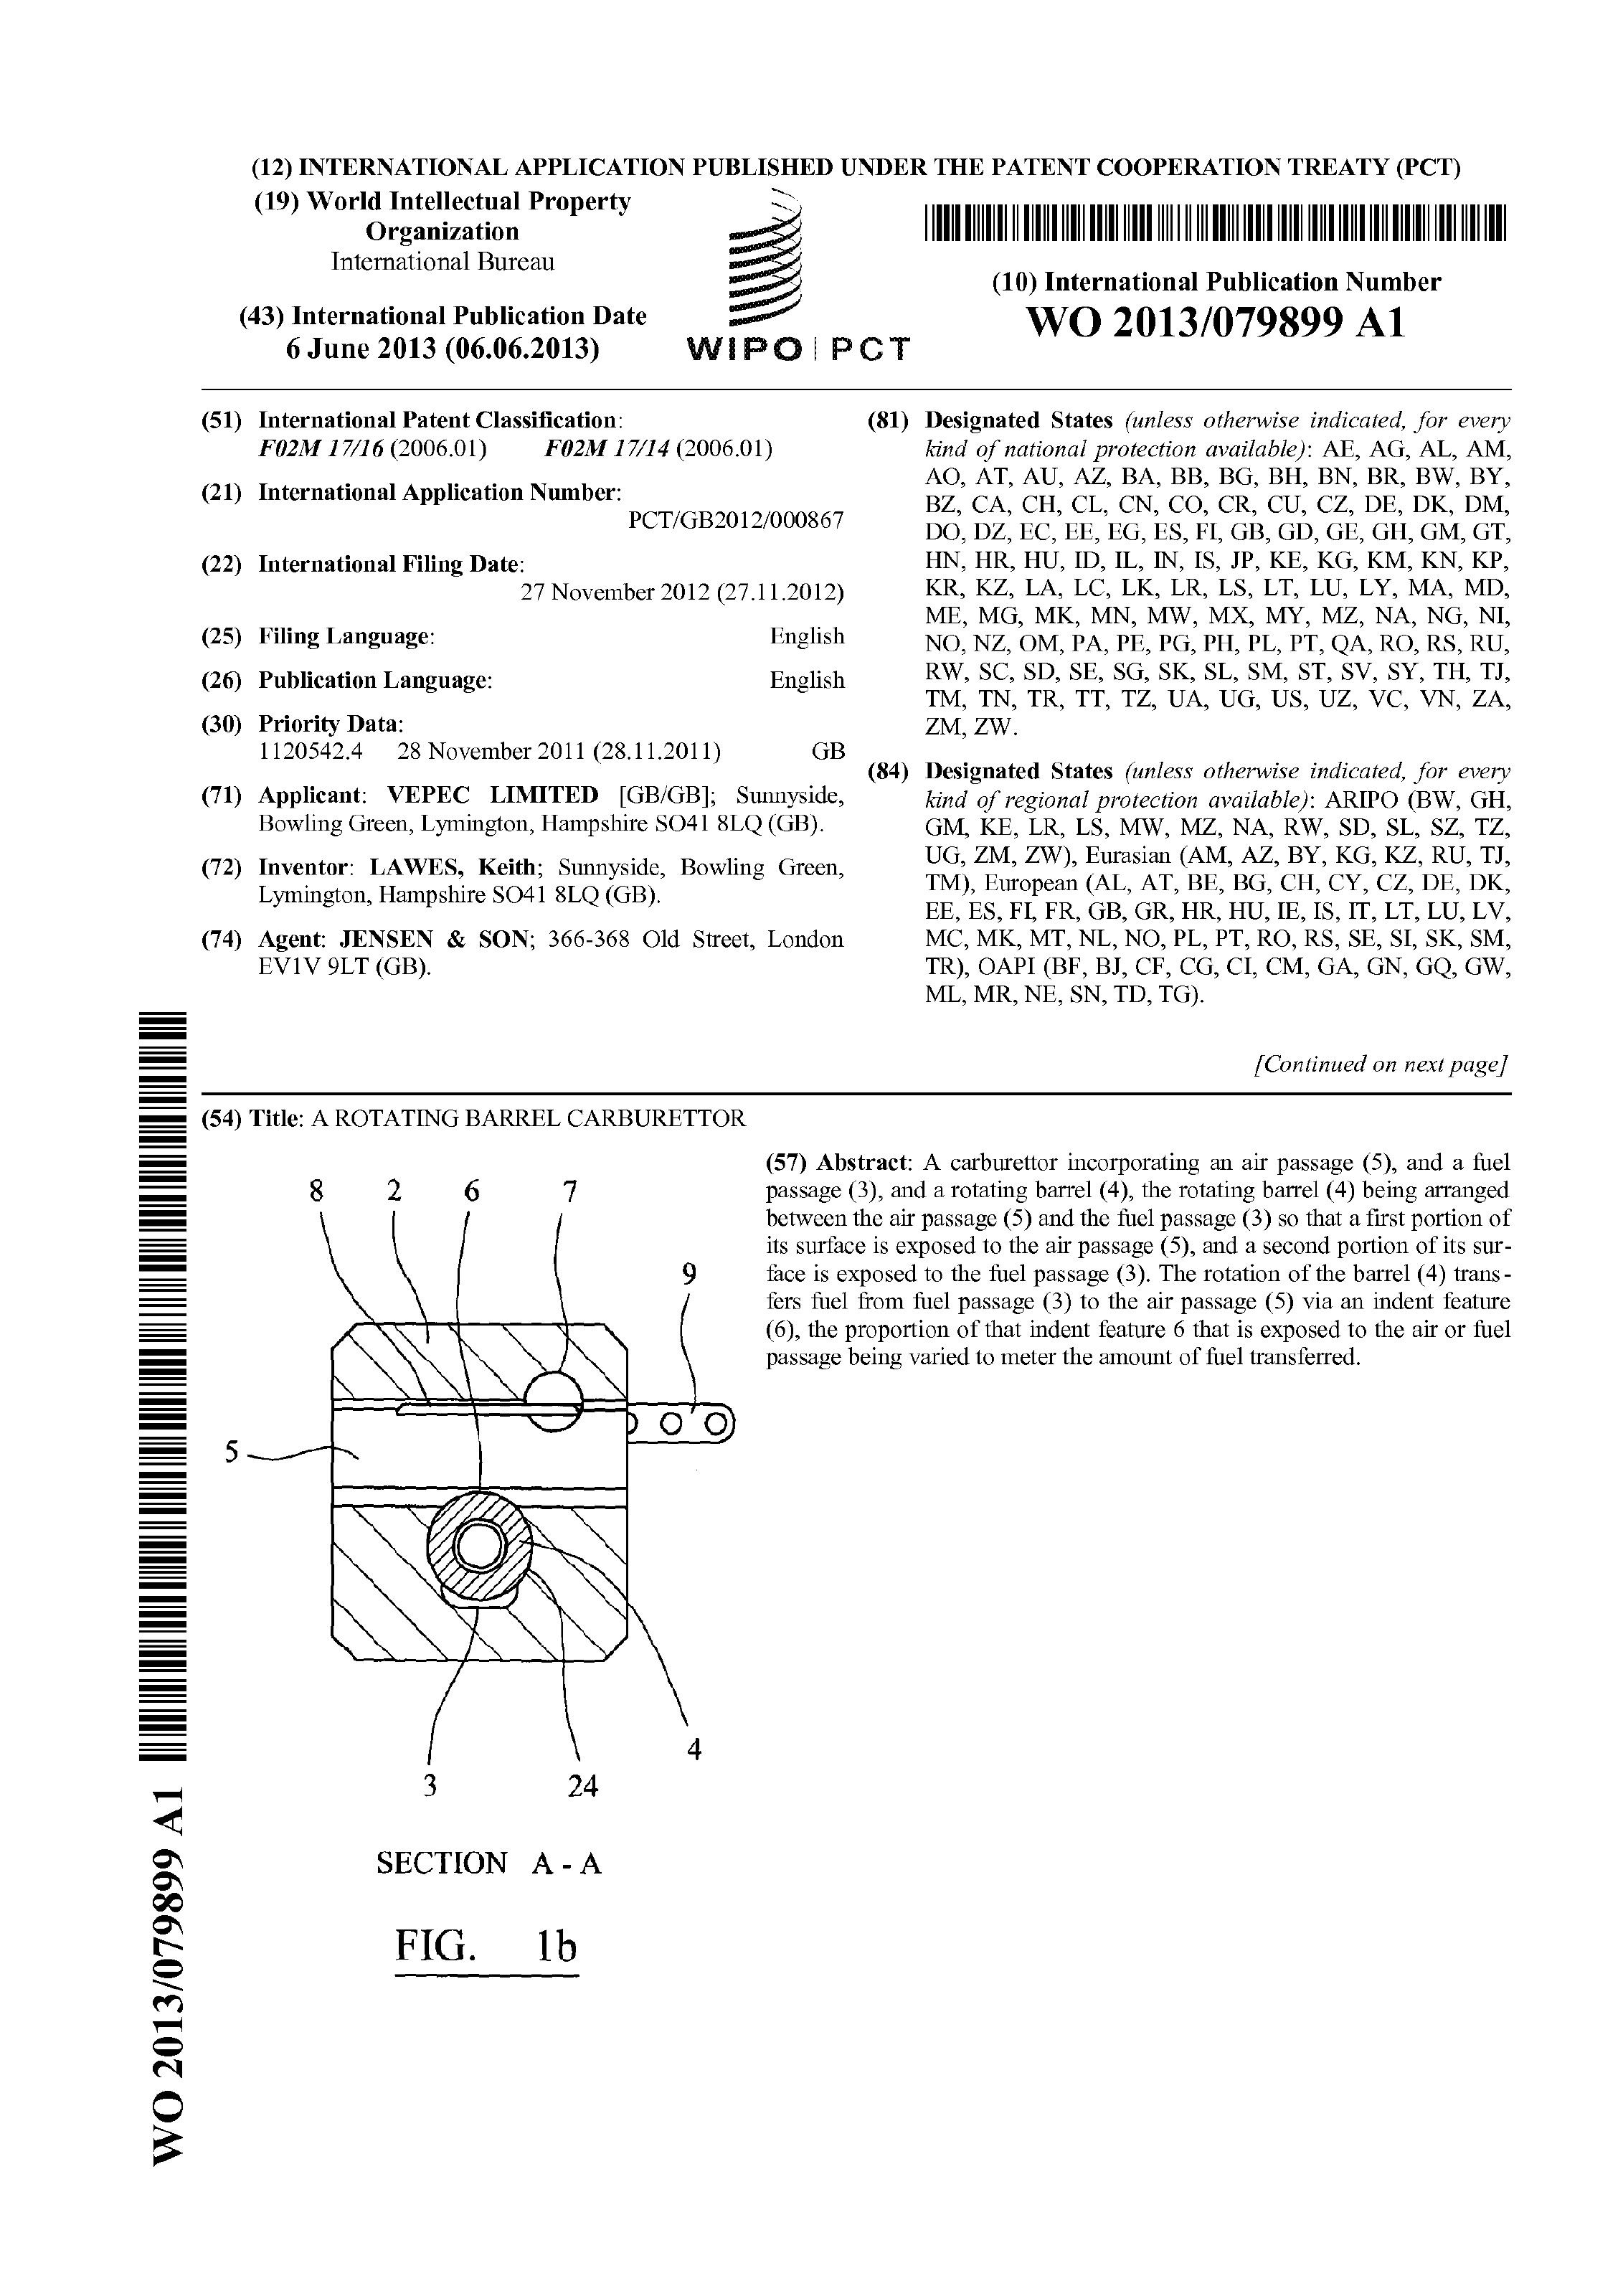 (12) INTERNATIONAL APPLICATION PUBLISHED UNDER THE PATENT COOPERATION TREATY (PCT)
(19) World Intellectual Property
Organization
International Bureau
(43) International Publication Date
6 June 2013 (06.06.2013)
WIPO | PCT
(10) International Publication Number
WO 2013/079899 A1
(51) International Patent Classification:
F02M 17/16 (2006.01) F02M 17/14 (2006.01)
(21) International Application Number:
PCT/GB2012/000867
(22) International Filing Date:
27 November 2012 (27.11.2012)
(25) Filing Language: English
(26) Publication Language: English
(30) Priority Data:
1120542.4 28 November 2011 (28.11.2011) GB
(71) Applicant: VEPEC LIMITED [GB/GB]; Sunnyside,
Bowling Green, Lymington, Hampshire SO41 8LQ (GB).
(72) Inventor: LAWES, Keith; Sunnyside, Bowling Green,
Lymington, Hampshire SO41 8LQ (GB).
(74) Agent: JENSEN & SON; 366-368 Old Street, London
EV1V 9LT (GB).
(81) Designated States (unless otherwise indicated, for every
kind of national protection available): AE, AG, AL, AM,
AO, AT, AU, AZ, BA, BB, BG, BH, BN, BR, BW, BY,
BZ, CA, CH, CL, CN, CO, CR, CU, CZ, DE, DK, DM,
DO, DZ, EC, EE, EG, ES, FI, GB, GD, GE, GH, GM, GT,
HN, HR, HU, ID, IL, IN, IS, JP, KE, KG, KM, KN, KP,
KR, KZ, LA, LC, LK, LR, LS, LT, LU, LY, MA, MD,
ME, MG, MK, MN, MW, MX, MY, MZ, NA, NG, NI,
NO, NZ, OM, PA, PE, PG, PH, PL, PT, QA, RO, RS, RU,
RW, SC, SD, SE, SG, SK, SL, SM, ST, SV, SY, TH, TJ,
TM, TN, TR, TT, TZ, UA, UG, US, UZ, VC, VN, ZA,
ZM, ZW.
(84) Designated States (unless otherwise indicated, for every
kind of regional protection available): ARIPO (BW, GH,
GM, KE, LR, LS, MW, MZ, NA, RW, SD, SL, SZ, TZ,
UG, ZM, ZW), Eurasian (AM, AZ, BY, KG, KZ, RU, TJ,
TM), European (AL, AT, BE, BG, CH, CY, CZ, DE, DK,
EE, ES, FI, FR, GB, GR, HR, HU, IE, IS, IT, LT, LU, LV,
MC, MK, MT, NL, NO, PL, PT, RO, RS, SE, SI, SK, SM,
TR), OAPI (BF, BJ, CF, CG, CI, CM, GA, GN, GQ, GW,
ML, MR, NE, SN, TD, TG).
[Continued on next page]
(54) Title: A ROTATING BARREL CARBURETTOR
8 2 6 7
9
5
4
3 24
SECTION A - A
FIG. 1b
(57) Abstract: A carburettor incorporating an air passage (5), and a fuel
passage (3), and a rotating barrel (4), the rotating barrel (4) being arranged
between the air passage (5) and the fuel passage (3) so that a first portion of
its surface is exposed to the air passage (5), and a second portion of its sur-
face is exposed to the fuel passage (3). The rotation of the barrel (4) trans-
fers fuel from fuel passage (3) to the air passage (5) via an indent feature
(6), the proportion of that indent feature 6 that is exposed to the air or fuel
passage being varied to meter the amount of fuel transferred.
WO 2013/079899 A1